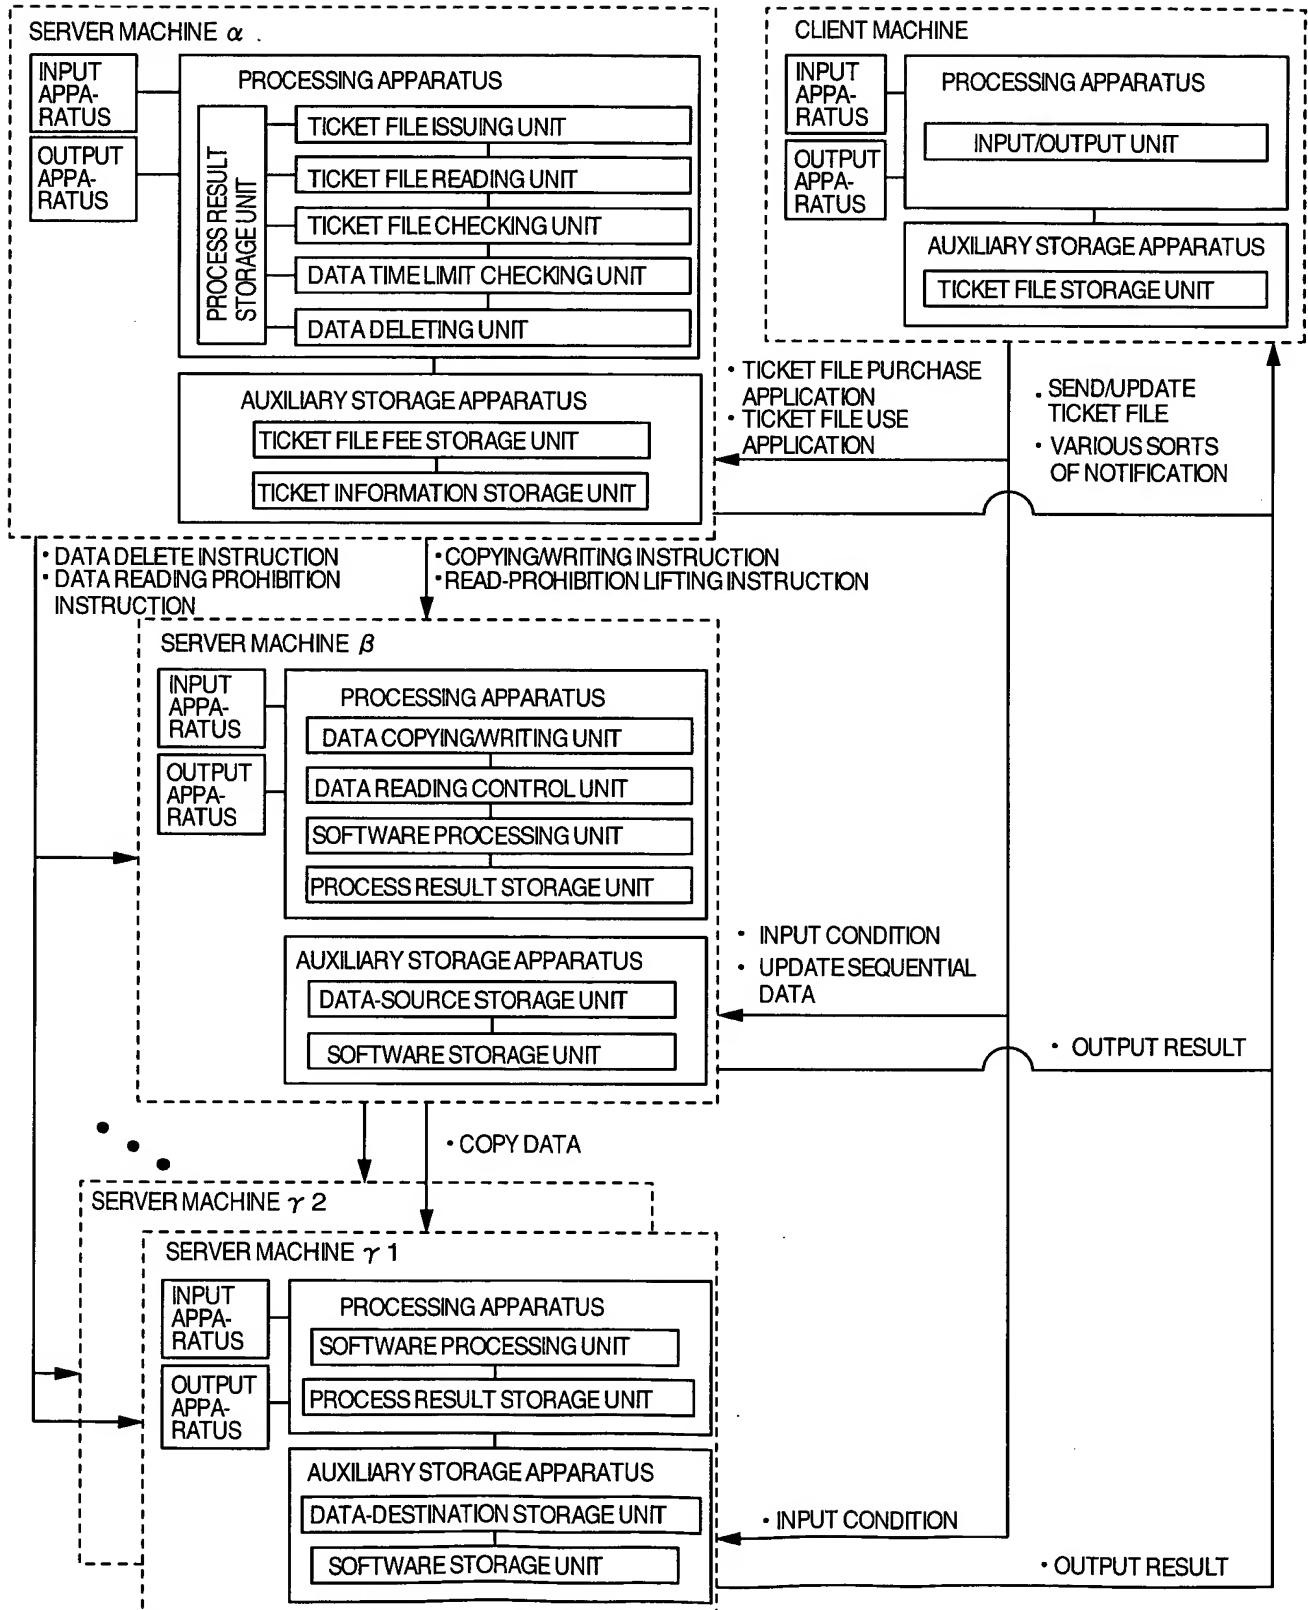 SERVER MACHINE α
INPUT
APPA-
RATUS
OUTPUT
APPA-
RATUS
PROCESSING APPARATUS
PROCESS RESULT
STORAGE UNIT
TICKET FILE ISSUING UNIT
TICKET FILE READING UNIT
TICKET FILE CHECKING UNIT
DATA TIME LIMIT CHECKING UNIT
DATA DELETING UNIT
AUXILIARY STORAGE APPARATUS
TICKET FILE FEE STORAGE UNIT
TICKET INFORMATION STORAGE UNIT
CLIENT MACHINE
INPUT
APPA-
RATUS
OUTPUT
APPA-
RATUS
PROCESSING APPARATUS
INPUT/OUTPUT UNIT
AUXILIARY STORAGE APPARATUS
TICKET FILE STORAGE UNIT
• TICKET FILE PURCHASE
APPLICATION
• TICKET FILE USE
APPLICATION
• SEND/UPDATE
TICKET FILE
• VARIOUS SORTS
OF NOTIFICATION
• DATA DELETE INSTRUCTION
• DATA READING PROHIBITION
INSTRUCTION
• COPYING/WRITING INSTRUCTION
• READ-PROHIBITION LIFTING INSTRUCTION
SERVER MACHINE β
INPUT
APPA-
RATUS
OUTPUT
APPA-
RATUS
PROCESSING APPARATUS
DATA COPYING/WRITING UNIT
DATA READING CONTROL UNIT
SOFTWARE PROCESSING UNIT
PROCESS RESULT STORAGE UNIT
AUXILIARY STORAGE APPARATUS
DATA-SOURCE STORAGE UNIT
SOFTWARE STORAGE UNIT
• INPUT CONDITION
• UPDATE SEQUENTIAL
DATA
• OUTPUT RESULT
• COPY DATA
SERVER MACHINE γ 2
SERVER MACHINE γ 1
INPUT
APPA-
RATUS
OUTPUT
APPA-
RATUS
PROCESSING APPARATUS
SOFTWARE PROCESSING UNIT
PROCESS RESULT STORAGE UNIT
AUXILIARY STORAGE APPARATUS
DATA-DESTINATION STORAGE UNIT
SOFTWARE STORAGE UNIT
• INPUT CONDITION
• OUTPUT RESULT